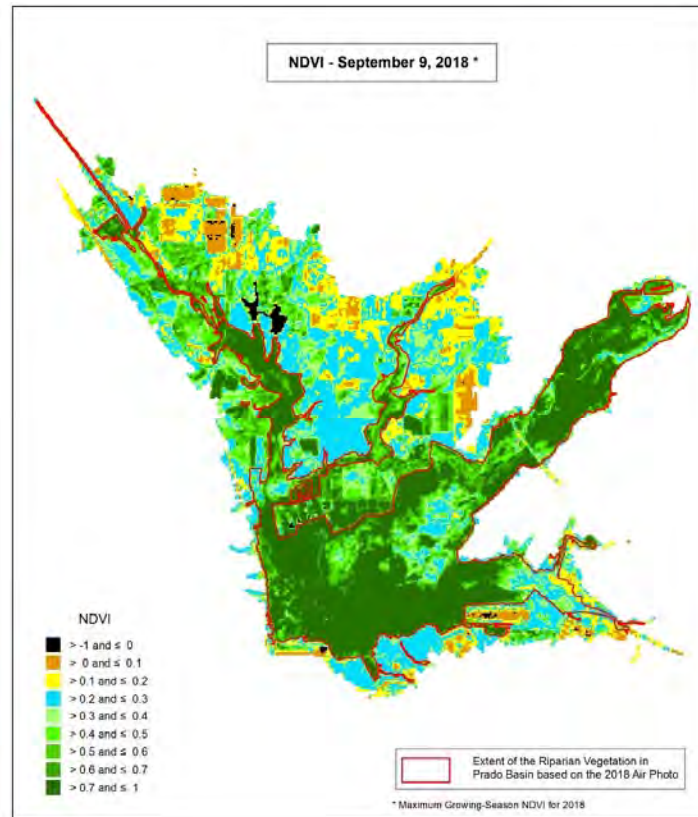 NDVI - September 9, 2018 *
NDVI
> -1 and ≤ 0
> 0 and ≤ 0.1
> 0.1 and ≤ 0.2
> 0.2 and ≤ 0.3
> 0.3 and ≤ 0.4
> 0.4 and ≤ 0.5
> 0.5 and ≤ 0.6
> 0.6 and ≤ 0.7
> 0.7 and ≤ 1
Extent of the Riparian Vegetation in
Prado Basin based on the 2018 Air Photo
* Maximum Growing-Season NDVI for 2018